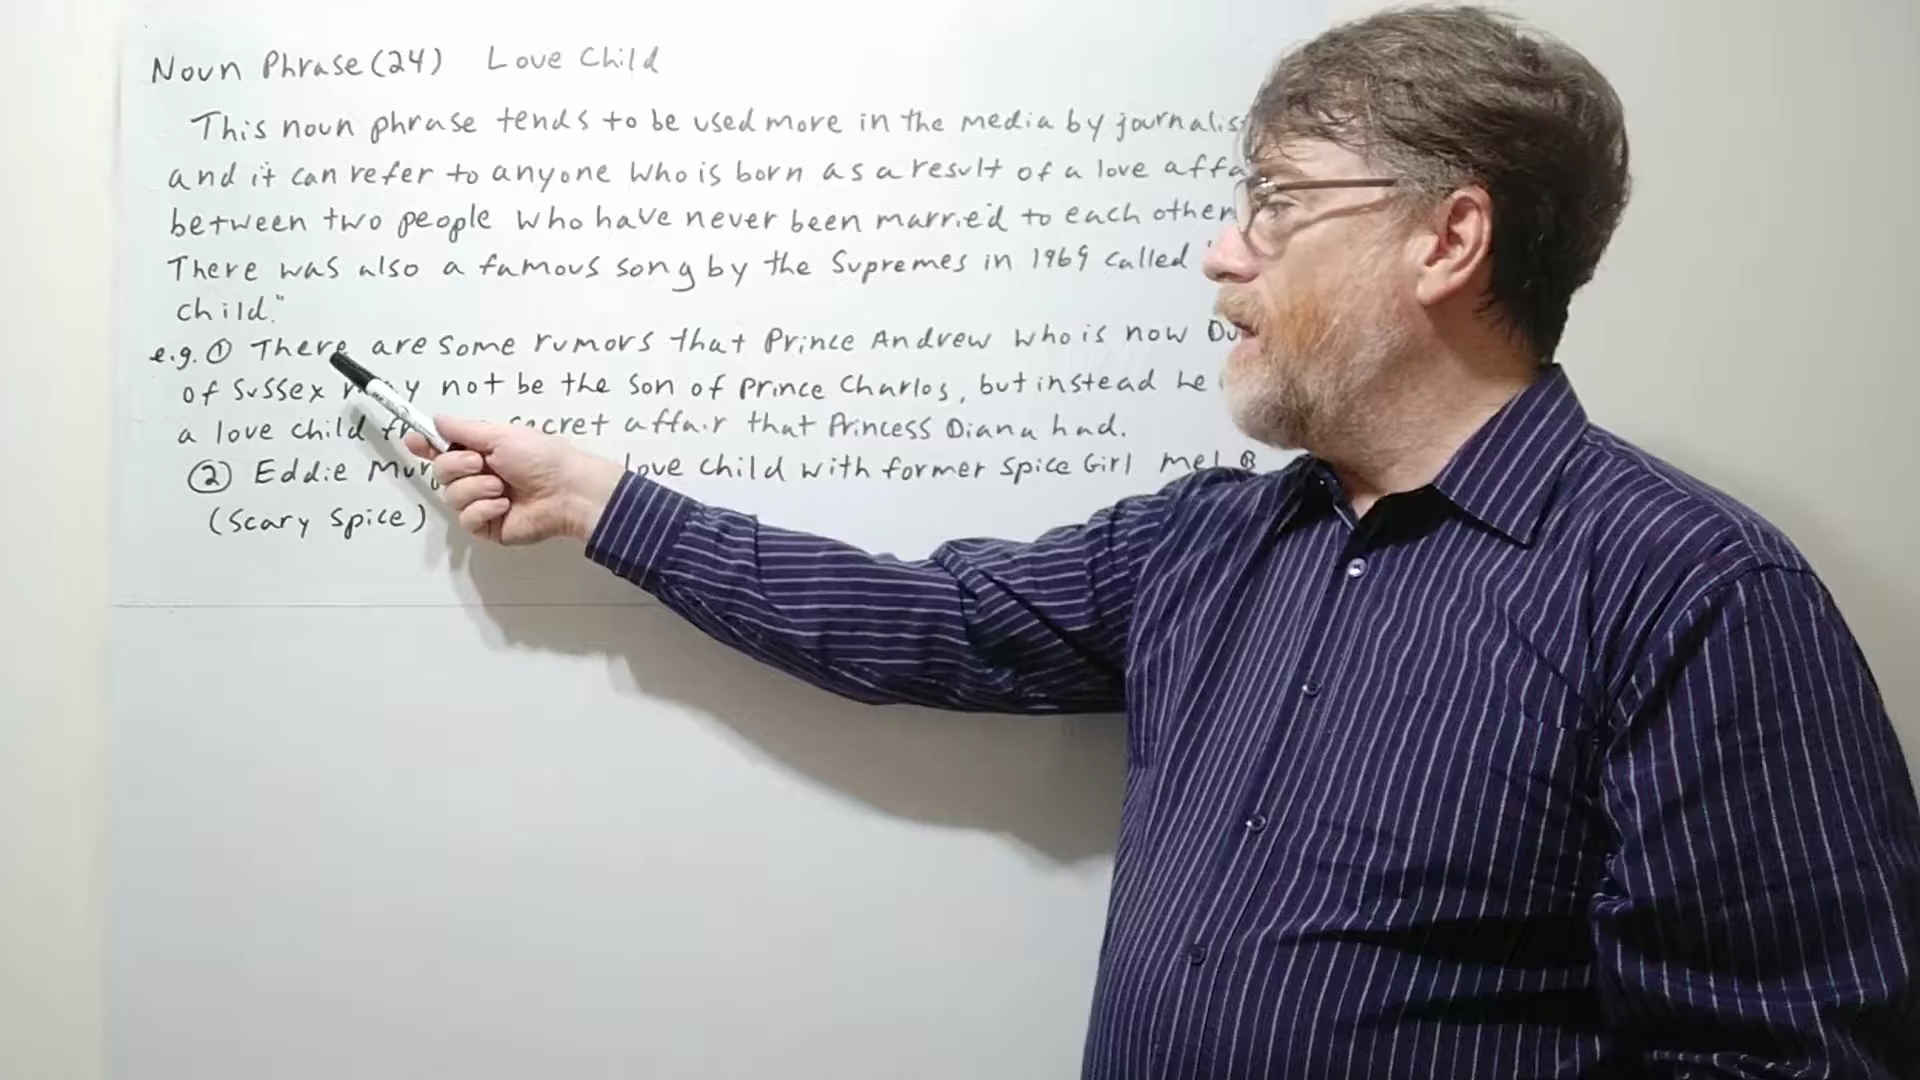 Noun Phrase (24) Love Child
This noun phrase tends to be used more in the media by journalis
and it can refer to anyone who is born as a result of a love affa
between two people who have never been married to each other
There was also a famous song by the Supremes in 1969 called "
child."
e.g. ① There are some rumors that Prince Andrew who is now Du
of Sussex may not be the son of Prince Charlos, but instead he
a love child secret affair that Princess Diana had.
② Eddie Mur love child with former Spice Girl Mel B
(Scary Spice)